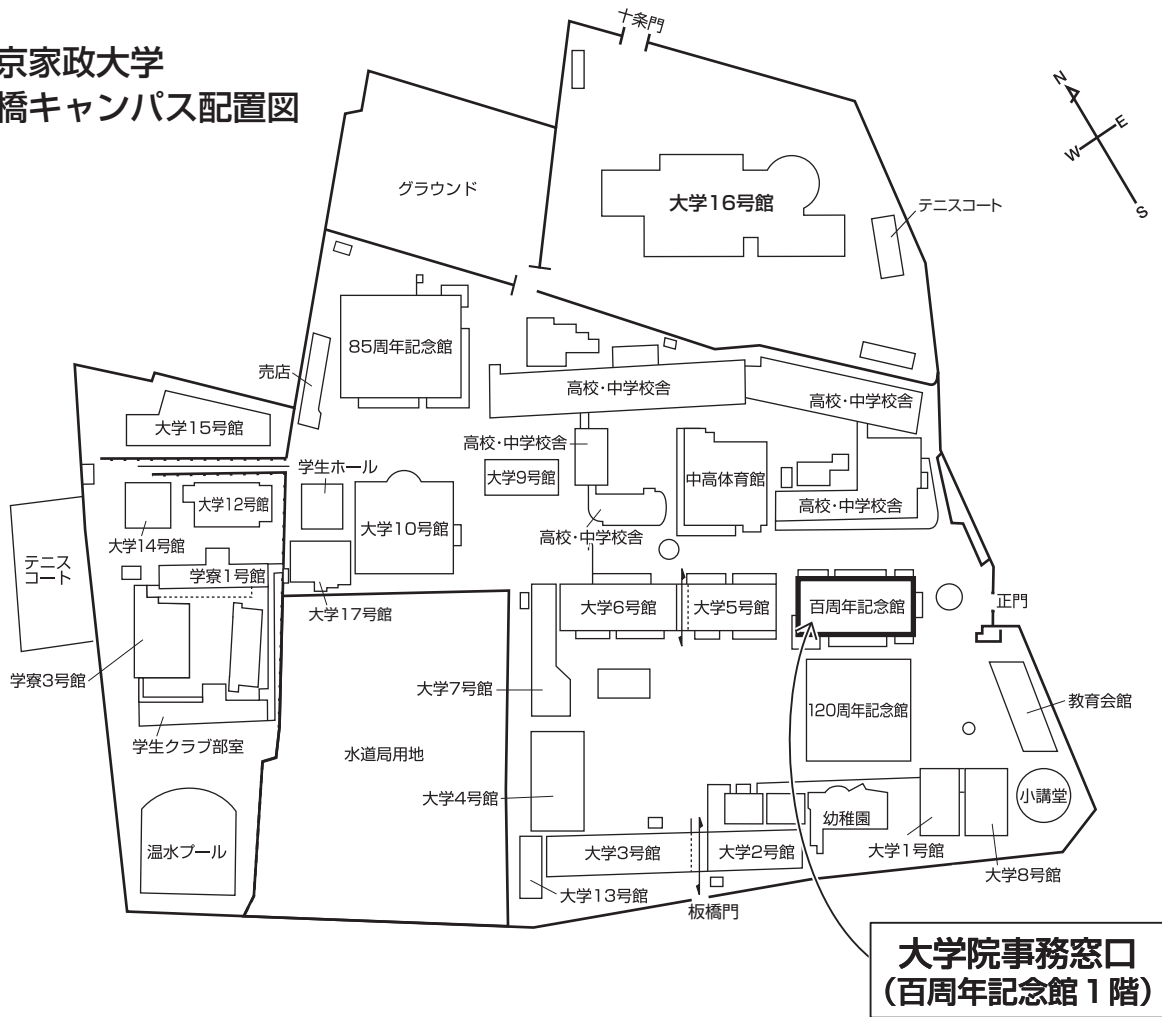 京家政大学
橋キャンパス配置図
十条門
N
E
W
S
グラウンド
大学16号館
テニスコート
85周年記念館
売店
高校・中学校舎
高校・中学校舎
大学15号館
高校・中学校舎
学生ホール
大学9号館
中高体育館
大学12号館
大学10号館
高校・中学校舎
大学14号館
高校・中学校舎
テニス
コート
学寮1号館
大学17号館
大学6号館
大学5号館
百周年記念館
正門
学寮3号館
大学7号館
120周年記念館
教育会館
学生クラブ部室
水道局用地
大学4号館
小講堂
幼稚園
温水プール
大学3号館
大学2号館
大学1号館
大学8号館
大学13号館
板橋門
大学院事務窓口
（百周年記念館1階）